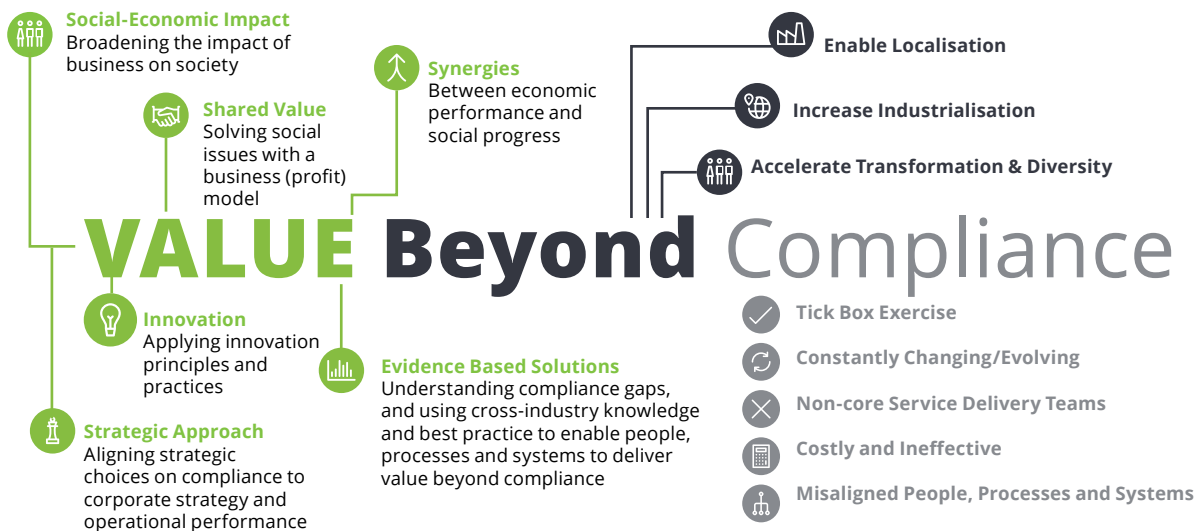 Social-Economic Impact
Broadening the impact of
business on society
Shared Value
Solving social
issues with a
business (profit)
model
Synergies
Between economic
performance and
social progress
Enable Localisation
Increase Industrialisation
Accelerate Transformation & Diversity
VALUE Beyond Compliance
Innovation
Applying innovation
principles and
practices
Strategic Approach
Aligning strategic
choices on compliance to
corporate strategy and
operational performance
Evidence Based Solutions
Understanding compliance gaps,
and using cross-industry knowledge
and best practice to enable people,
processes and systems to deliver
value beyond compliance
Tick Box Exercise
Constantly Changing/Evolving
Non-core Service Delivery Teams
Costly and Ineffective
Misaligned People, Processes and Systems